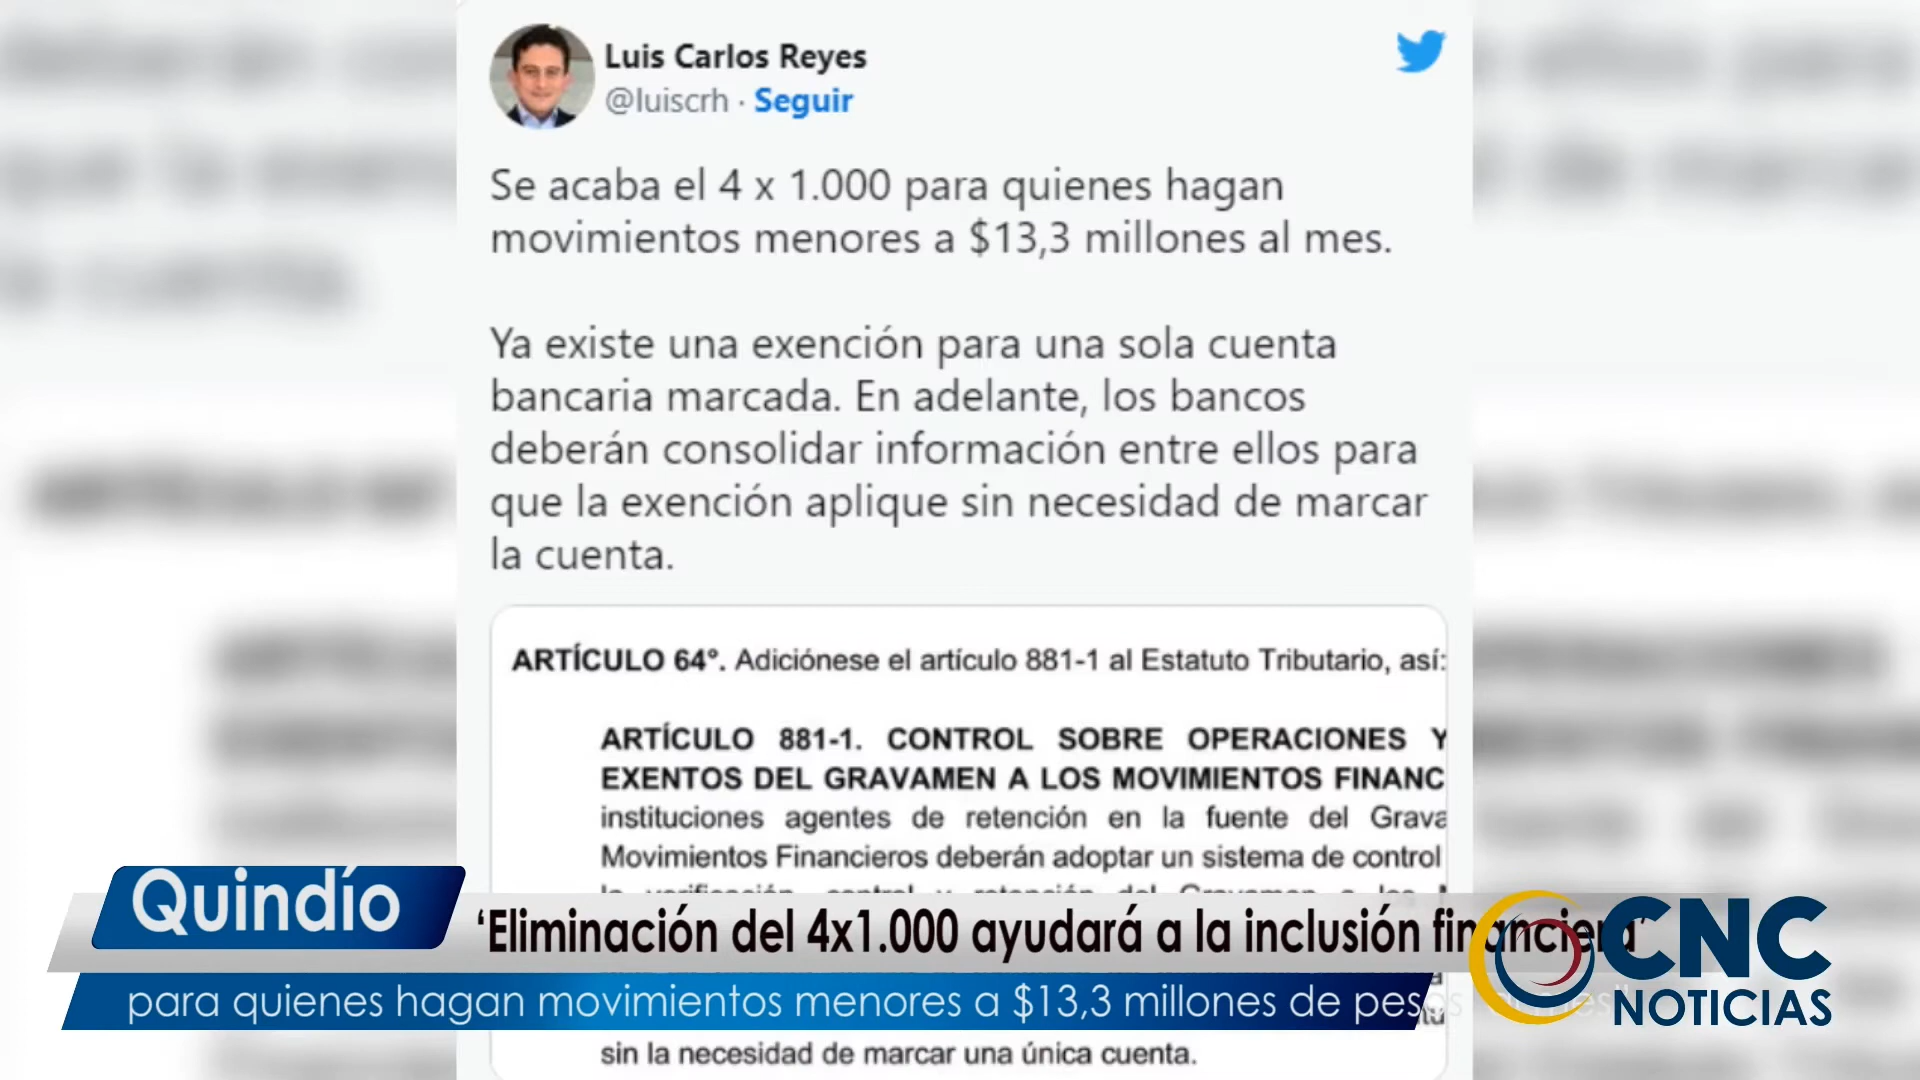 Luis Carlos Reyes
@luiscrh · Seguir
Se acaba el 4 x 1.000 para quienes hagan
movimientos menores a $13,3 millones al mes.
Ya existe una exención para una sola cuenta
bancaria marcada. En adelante, los bancos
deberán consolidar información entre ellos para
que la exención aplique sin necesidad de marcar
la cuenta.
ARTÍCULO 64°. Adiciónese el artículo 881-1 al Estatuto Tributario, así:
ARTÍCULO 881-1. CONTROL SOBRE OPERACIONES Y
EXENTOS DEL GRAVAMEN A LOS MOVIMIENTOS FINANC
instituciones agentes de retención en la fuente del Grava
Movimientos Financieros deberán adoptar un sistema de control
Quindío
‘Eliminación del 4x1.000 ayudará a la inclusión financiera’
para quienes hagan movimientos menores a $13,3 millones de pesos
sin la necesidad de marcar una única cuenta.
CNC
NOTICIAS